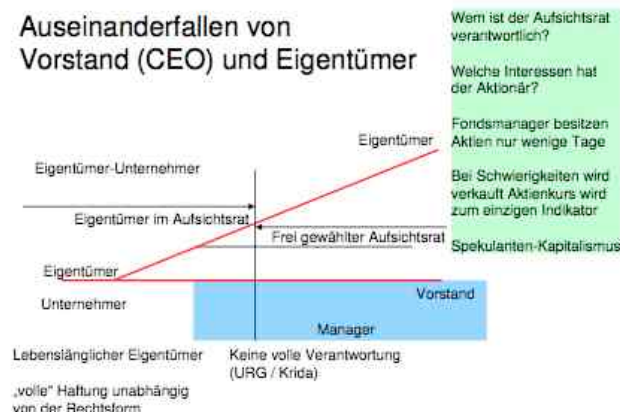 Auseinanderfallen von
Vorstand (CEO) und Eigentümer
Wem ist der Aufsichtsrat
verantwortlich?
Welche Interessen hat
der Aktionär?
Fondsmanager besitzen
Aktien nur wenige Tage
Bei Schwierigkeiten wird
verkauft Aktienkurs wird
zum einzigen Indikator
Spekulanten-Kapitalismus
Eigentümer
Eigentümer-Unternehmer
Eigentümer im Aufsichtsrat
Frei gewählter Aufsichtsrat
Eigentümer
Unternehmer
Vorstand
Manager
Lebenslänglicher Eigentümer
Keine volle Verantwortung
(URG / Krida)
„volle" Haftung unabhängig
von der Rechtsform